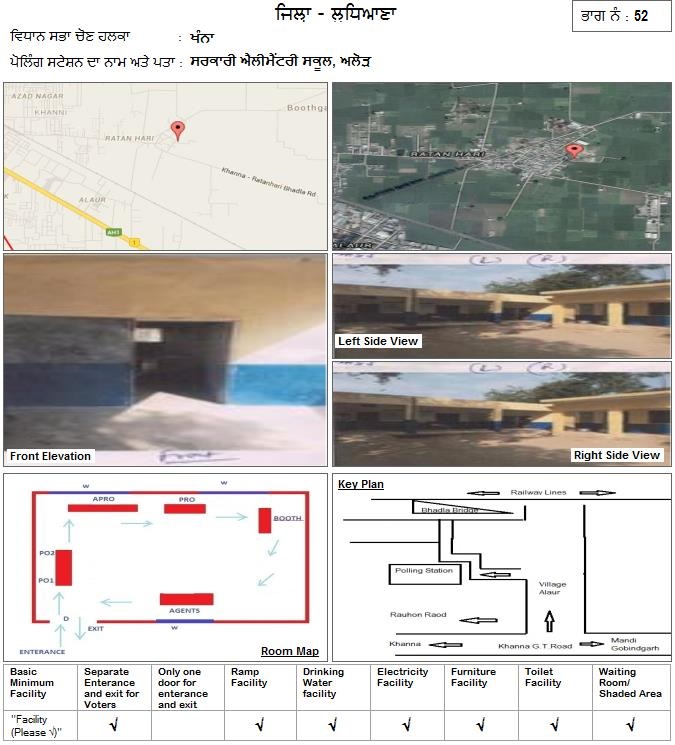 ਜਿਲ੍ਹਾ - ਲੁਧਿਆਣਾ
ਭਾਗ ਨੰ : 52
ਵਿਧਾਨ ਸਭਾ ਚੋਣ ਹਲਕਾ : ਖੰਨਾ
ਪੋਲਿੰਗ ਸਟੇਸ਼ਨ ਦਾ ਨਾਮ ਅਤੇ ਪਤਾ : ਸਰਕਾਰੀ ਐਲੀਮੈਂਟਰੀ ਸਕੂਲ, ਅਲੋੜ
AZAD NAGAR
KHANNI
Boothga
RATAN HARI
Khanna - Ratanhari Bhadla Rd
ALAUR
AH1
1
RATAN HARI
ALAUR
Front Elevation
L R
Left Side View
L R
Right Side View
Front
W W
APRO PRO
BOOTH
PO2
PO1
AGENTS
D W
EXIT
ENTERANCE
Room Map
Key Plan
Railway Lines
Bhadla Bridge
Polling Station
Village
Alaur
Rauhon Raod
Khanna
Khanna G.T.Road
Mandi
Gobindgarh
Basic Minimum Facility | Separate Enterance and exit for Voters | Only one door for enterance and exit | Ramp Facility | Drinking Water facility | Electricity Facility | Furniture Facility | Toilet Facility | Waiting Room/ Shaded Area
"Facility (Please √)" | √ | | √ | √ | √ | √ | √ | √